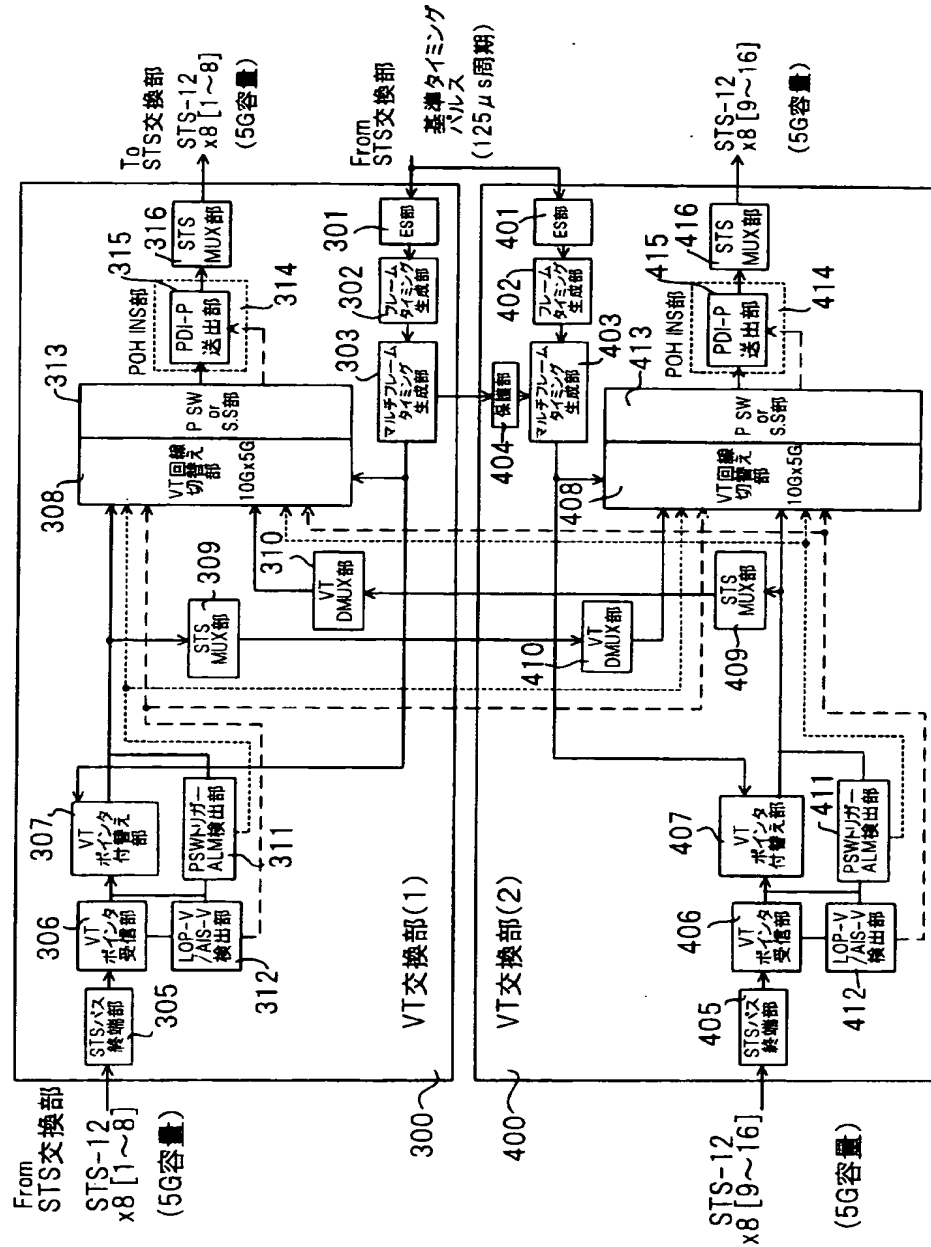 From
STS交換部
STS-12
x8 [1～8]
(5G容量)
STSパス
終端部
305
306
VT
ポインタ
受信部
307
VT
ポインタ
付替え
部
LOP-V
/AIS-V
検出部
312
PSWトリガー
ALM検出部
311
309
STS
MUX部
310
VT
DMUX部
308
VT回線
切替え
部
10Gx5G
313
P SW
or
S.S部
POH INS部
PDI-P
送出部
314
315
316
STS
MUX部
To
STS交換部
STS-12
x8 [1～8]
(5G容量)
303
マルチフレーム
タイミング
生成部
302
フレーム
タイミング
生成部
301
ES部
From
STS交換部
基準タイミング
パルス
(125μs周期)
VT交換部(1)
300
400
VT交換部(2)
STS-12
x8 [9～16]
(5G容量)
405
STSパス
終端部
406
VT
ポインタ
受信部
407
VT
ポインタ
付替え
部
LOP-V
/AIS-V
検出部
412
PSWトリガー
ALM検出部
411
410
VT
DMUX部
STS
MUX部
409
404
保護部
マルチフレーム
タイミング
生成部
403
402
フレーム
タイミング
生成部
401
ES部
408
VT回線
切替え
部
10Gx5G
413
P SW
or
S.S部
POH INS部
PDI-P
送出部
414
415
416
STS
MUX部
STS-12
x8 [9～16]
(5G容量)